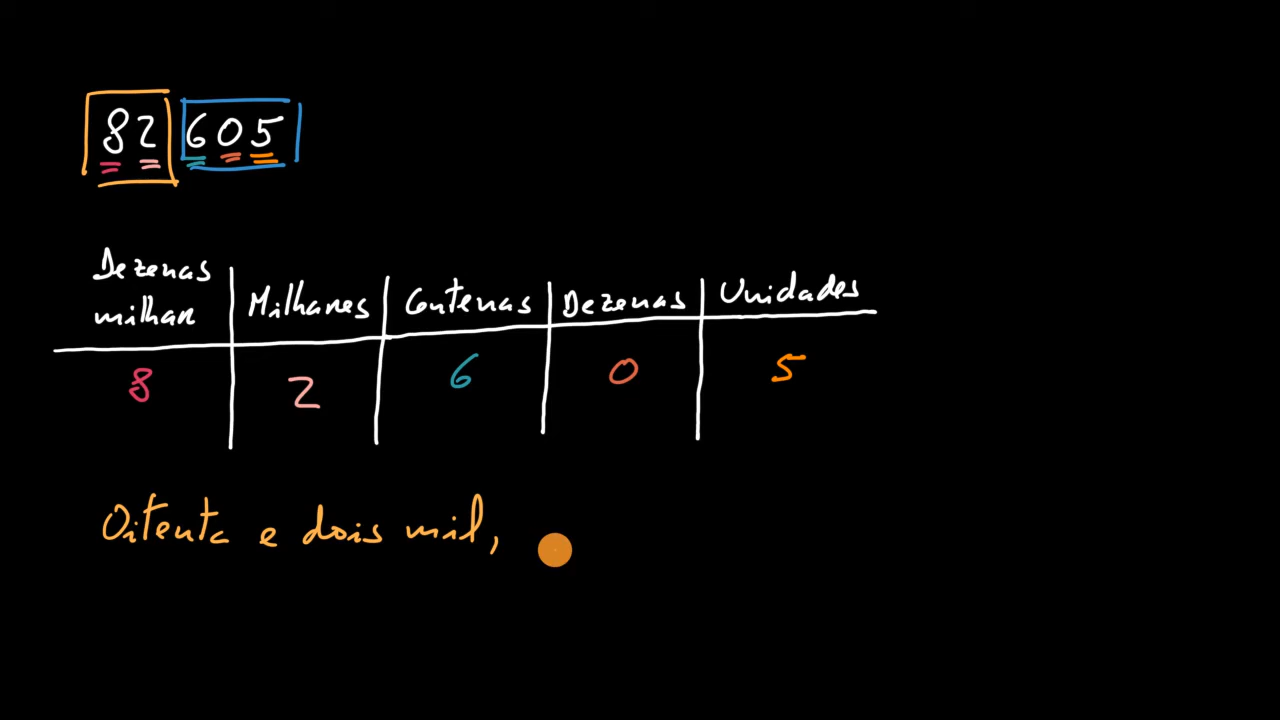 82 605
Dezenas milhar Milhares Centenas Dezenas Unidades
8 2 6 0 5
Oitenta e dois mil,